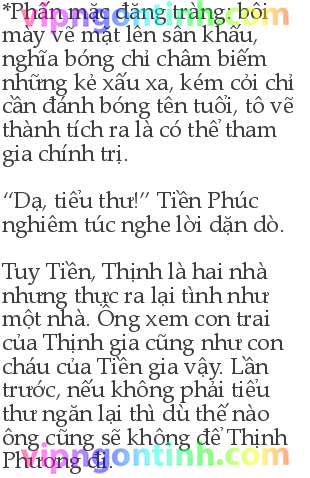 *Phấn mặc đăng tràng: bôi
mày vẽ mặt lên sân khấu,
nghĩa bóng chỉ châm biếm
những kẻ xấu xa, kém cỏi chỉ
cần đánh bóng tên tuổi, tô vẽ
thành tích ra là có thể tham
gia chính trị.
“Dạ, tiểu thư!” Tiền Phúc
nghiêm túc nghe lời dặn dò.
Tuy Tiền, Thịnh là hai nhà
nhưng thực ra lại tình như
một nhà. Ông xem con trai
của Thịnh gia cũng như con
cháu của Tiền gia vậy. Lần
trước, nếu không phải tiểu
thư ngăn lại thì dù thế nào
ông cũng sẽ không để Thịnh
Phương đi.
vipngontinh.com
vipngontinh.com